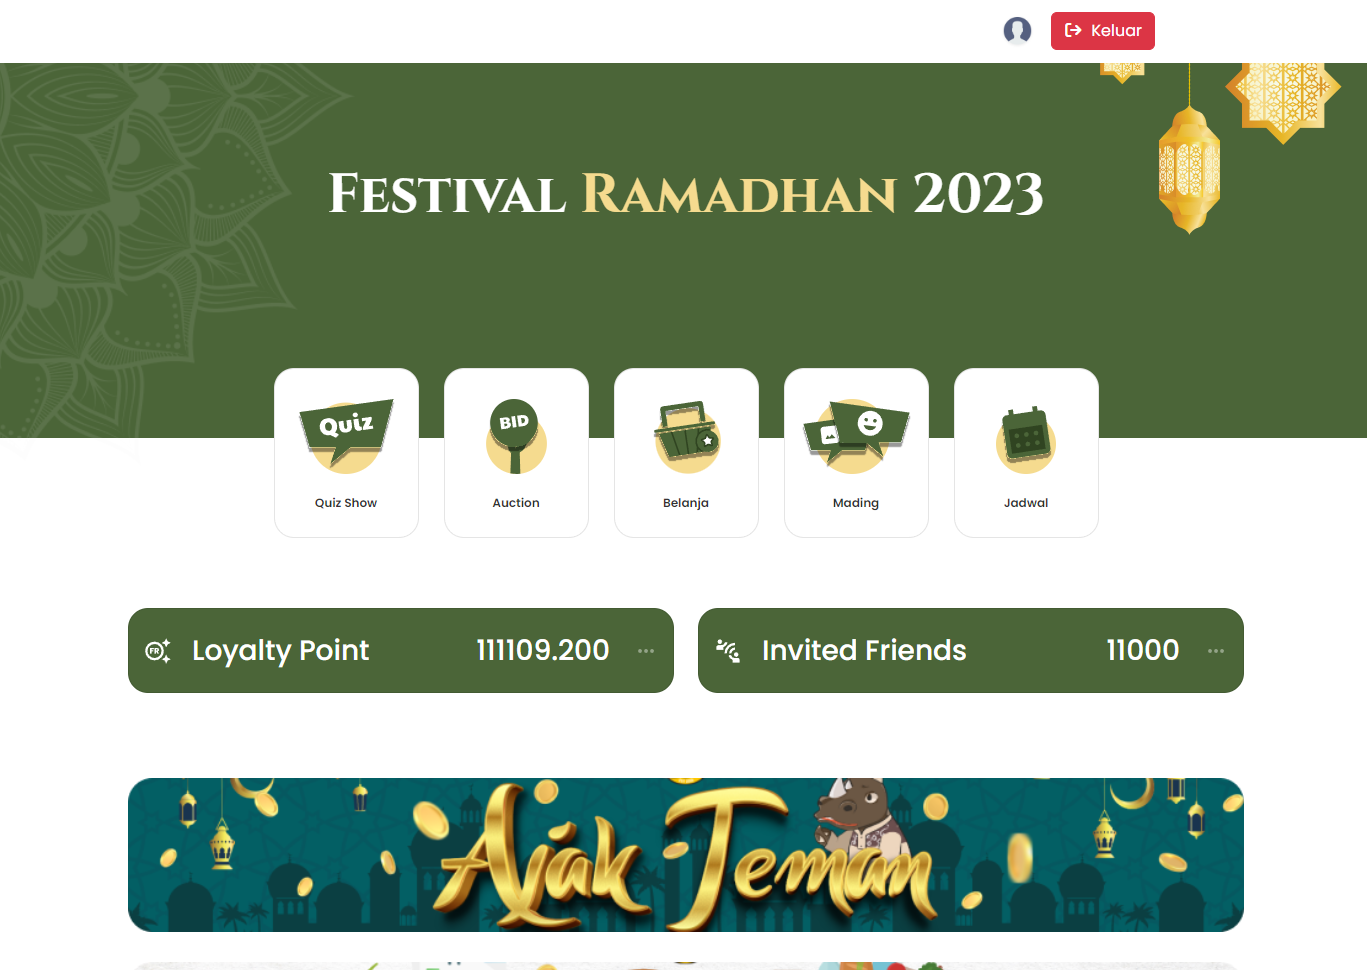 Keluar
Festival Ramadhan 2023
Quiz
BID
Quiz Show
Auction
Belanja
Mading
Jadwal
FR
Loyalty Point
111109.200
Invited Friends
11000
Ajak Teman